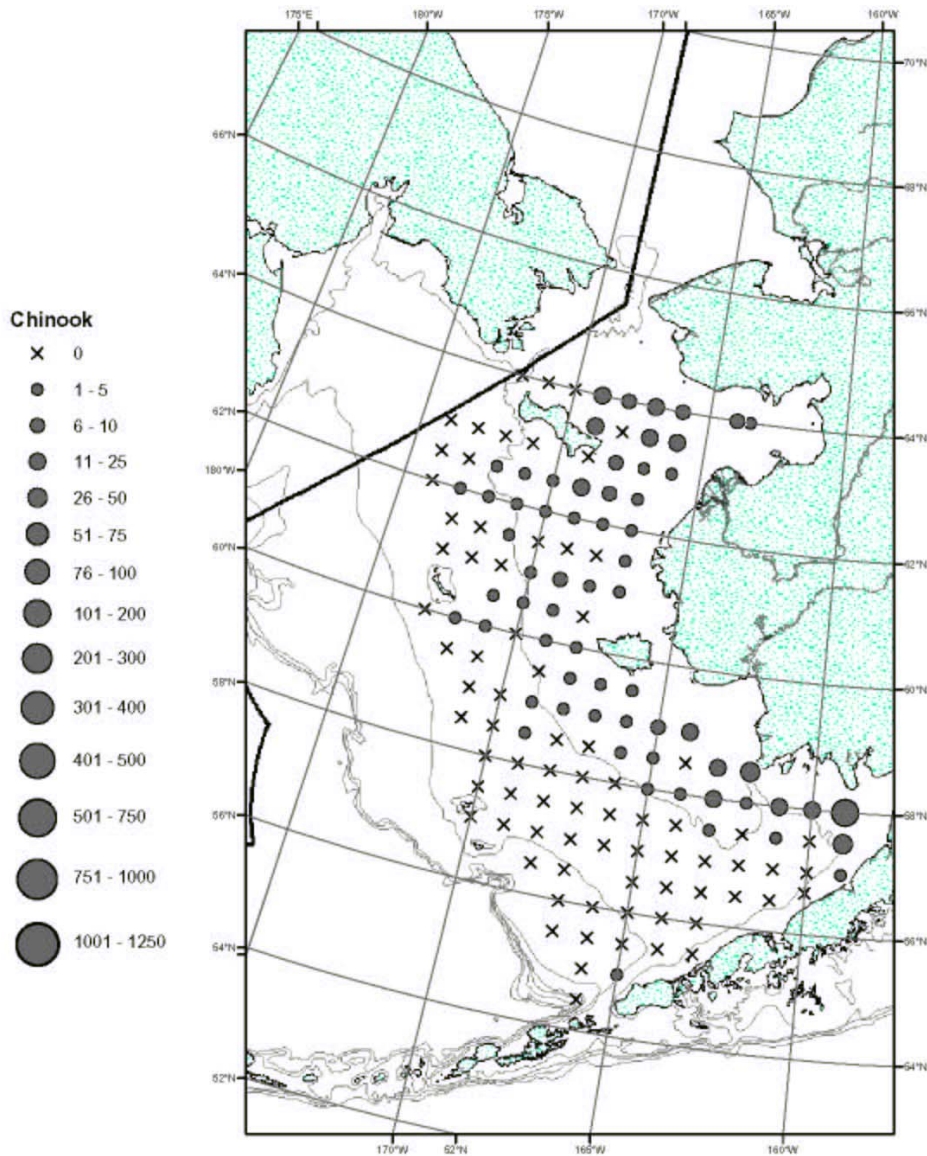 175°E 180°W 175°W 170°W 165°W 160°W
70°N
66°N
68°N
64°N
66°N
Chinook
0
1 - 5
62°N
6 - 10
64°N
11 - 25
180°W
26 - 50
51 - 75
60°N
62°N
76 - 100
101 - 200
201 - 300
58°N
60°N
301 - 400
401 - 500
501 - 750
56°N
58°N
751 - 1000
1001 - 1250
54°N
56°N
52°N
54°N
170°W 52°N 165°W 160°W